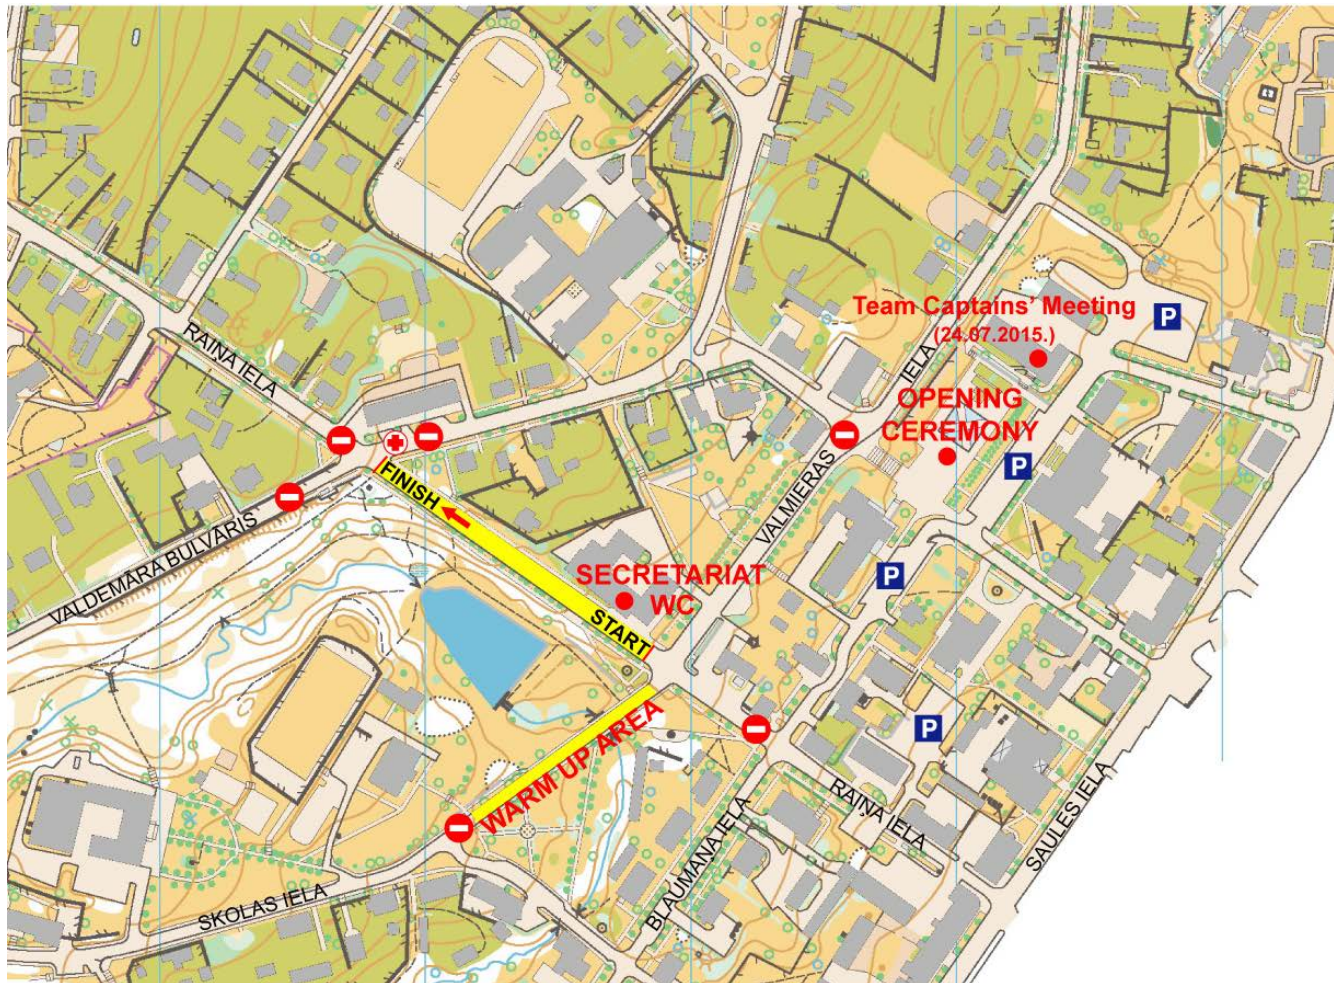 Team Captains' Meeting
(24.07.2015.)
P
RAIŅA IELA
IELA
OPENING
CEREMONY
P
FINISH
VALMIERAS
VALDEMĀRA BULVĀRIS
SECRETARIAT
WC
P
START
WARM UP AREA
P
RAIŅA IELA
SAULES IELA
BLAUMAŅA IELA
SKOLAS IELA